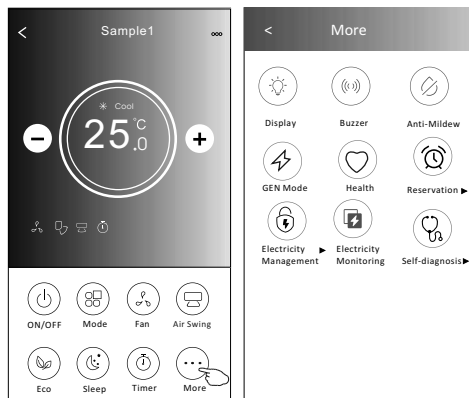 < Sample1 ooo
Cool
25.0°C
ON/OFF Mode Fan Air Swing
Eco Sleep Timer More
< More
Display Buzzer Anti-Mildew
GEN Mode Health Reservation ▶
Electricity Management ▶ Electricity Monitoring Self-diagnosis ▶